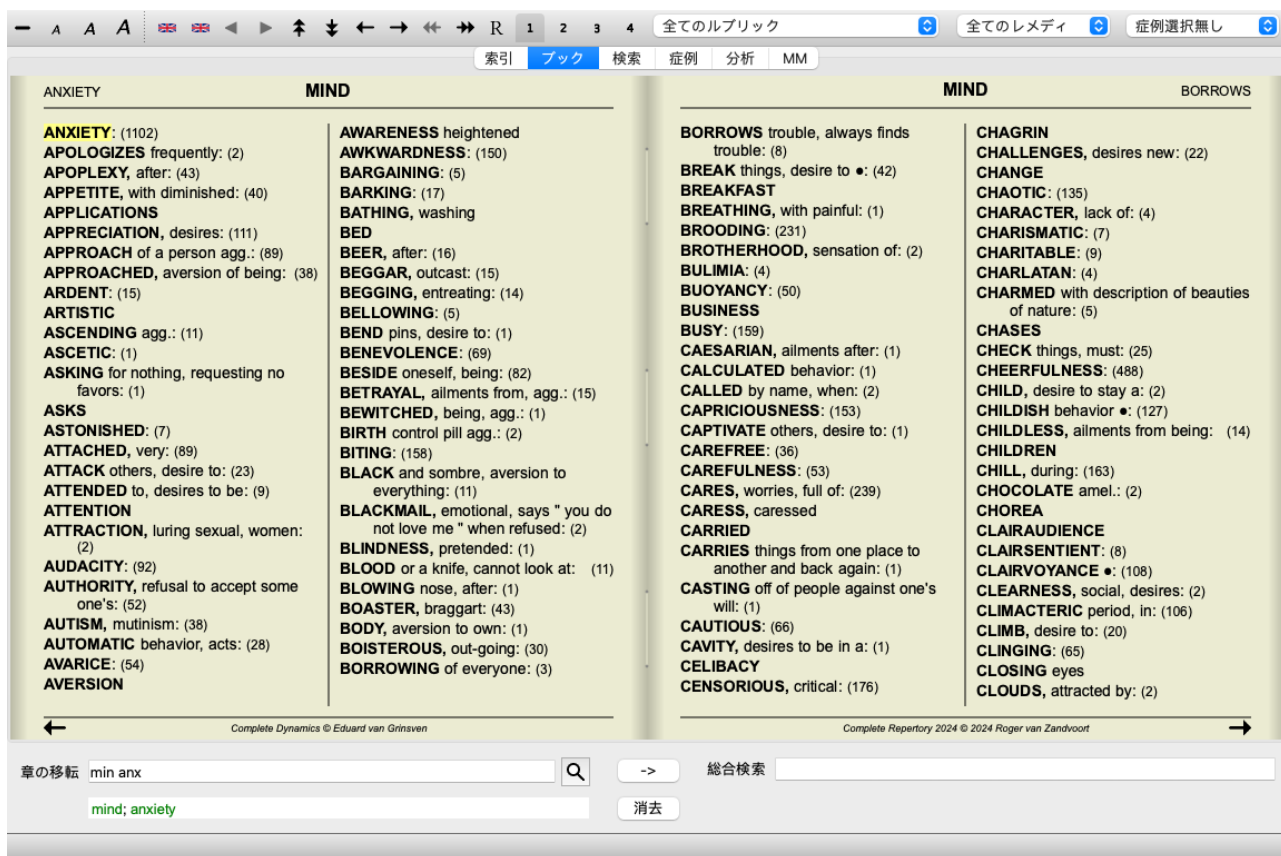 A A A R 1 2 3 4 全てのルブリック 全てのレメディ 症例選択無し
索引 ブック 検索 症例 分析 MM
ANXIETY MIND
ANXIETY: (1102)
APOLOGIZES frequently: (2)
APOPLEXY, after: (43)
APPETITE, with diminished: (40)
APPLICATIONS
APPRECIATION, desires: (111)
APPROACH of a person agg.: (89)
APPROACHED, aversion of being: (38)
ARDENT: (15)
ARTISTIC
ASCENDING agg.: (11)
ASCETIC: (1)
ASKING for nothing, requesting no
favors: (1)
ASKS
ASTONISHED: (7)
ATTACHED, very: (89)
ATTACK others, desire to: (23)
ATTENDED to, desires to be: (9)
ATTENTION
ATTRACTION, luring sexual, women:
(2)
AUDACITY: (92)
AUTHORITY, refusal to accept some
one's: (52)
AUTISM, mutinism: (38)
AUTOMATIC behavior, acts: (28)
AVARICE: (54)
AVERSION
AWARENESS heightened
AWKWARDNESS: (150)
BARGAINING: (5)
BARKING: (17)
BATHING, washing
BED
BEER, after: (16)
BEGGAR, outcast: (15)
BEGGING, entreating: (14)
BELLOWING: (5)
BEND pins, desire to: (1)
BENEVOLENCE: (69)
BESIDE oneself, being: (82)
BETRAYAL, ailments from, agg.: (15)
BEWITCHED, being, agg.: (1)
BIRTH control pill agg.: (2)
BITING: (158)
BLACK and sombre, aversion to
everything: (11)
BLACKMAIL, emotional, says " you do
not love me " when refused: (2)
BLINDNESS, pretended: (1)
BLOOD or a knife, cannot look at: (11)
BLOWING nose, after: (1)
BOASTER, braggart: (43)
BODY, aversion to own: (1)
BOISTEROUS, out-going: (30)
BORROWING of everyone: (3)
Complete Dynamics © Eduard van Grinsven
MIND BORROWS
BORROWS trouble, always finds
trouble: (8)
BREAK things, desire to ●: (42)
BREAKFAST
BREATHING, with painful: (1)
BROODING: (231)
BROTHERHOOD, sensation of: (2)
BULIMIA: (4)
BUOYANCY: (50)
BUSINESS
BUSY: (159)
CAESARIAN, ailments after: (1)
CALCULATED behavior: (1)
CALLED by name, when: (2)
CAPRICIOUSNESS: (153)
CAPTIVATE others, desire to: (1)
CAREFREE: (36)
CAREFULNESS: (53)
CARES, worries, full of: (239)
CARESS, caressed
CARRIED
CARRIES things from one place to
another and back again: (1)
CASTING off of people against one's
will: (1)
CAUTIOUS: (66)
CAVITY, desires to be in a: (1)
CELIBACY
CENSORIOUS, critical: (176)
CHAGRIN
CHALLENGES, desires new: (22)
CHANGE
CHAOTIC: (135)
CHARACTER, lack of: (4)
CHARISMATIC: (7)
CHARITABLE: (9)
CHARLATAN: (4)
CHARMED with description of beauties
of nature: (5)
CHASES
CHECK things, must: (25)
CHEERFULNESS: (488)
CHILD, desire to stay a: (2)
CHILDISH behavior ●: (127)
CHILDLESS, ailments from being: (14)
CHILDREN
CHILL, during: (163)
CHOCOLATE amel.: (2)
CHOREA
CLAIRAUDIENCE
CLAIRSENTIENT: (8)
CLAIRVOYANCE ●: (108)
CLEARNESS, social, desires: (2)
CLIMACTERIC period, in: (106)
CLIMB, desire to: (20)
CLINGING: (65)
CLOSING eyes
CLOUDS, attracted by: (2)
Complete Repertory 2024 © 2024 Roger van Zandvoort
章の移転 min anx -> 総合検索
mind; anxiety 消去